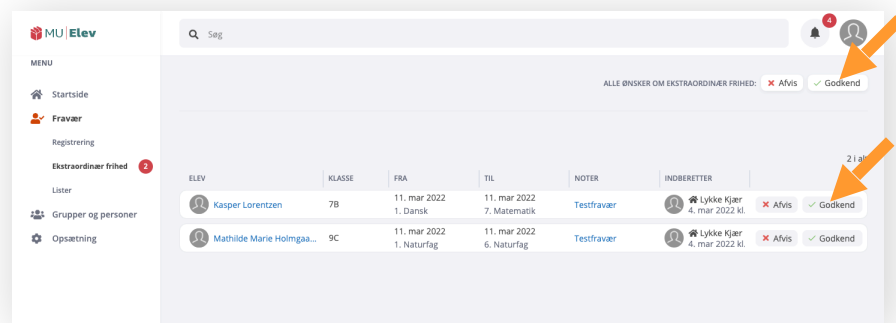 MU Elev
Søg
4
MENU
Startside
Fravær
Registrering
Ekstraordinær frihed 2
Lister
Grupper og personer
Opsætning
ALLE ØNSKER OM EKSTRAORDINÆR FRIHED: Afvis Godkend
2 i
ELEV KLASSE FRA TIL NOTER INDBERETTER
Kasper Lorentzen 7B 11. mar 2022 11. mar 2022 Testfravær Lykke Kjær Afvis Godkend
1. Dansk 7. Matematik 4. mar 2022 kl.
Mathilde Marie Holmgaa... 9C 11. mar 2022 11. mar 2022 Testfravær Lykke Kjær Afvis Godkend
1. Naturfag 6. Naturfag 4. mar 2022 kl.